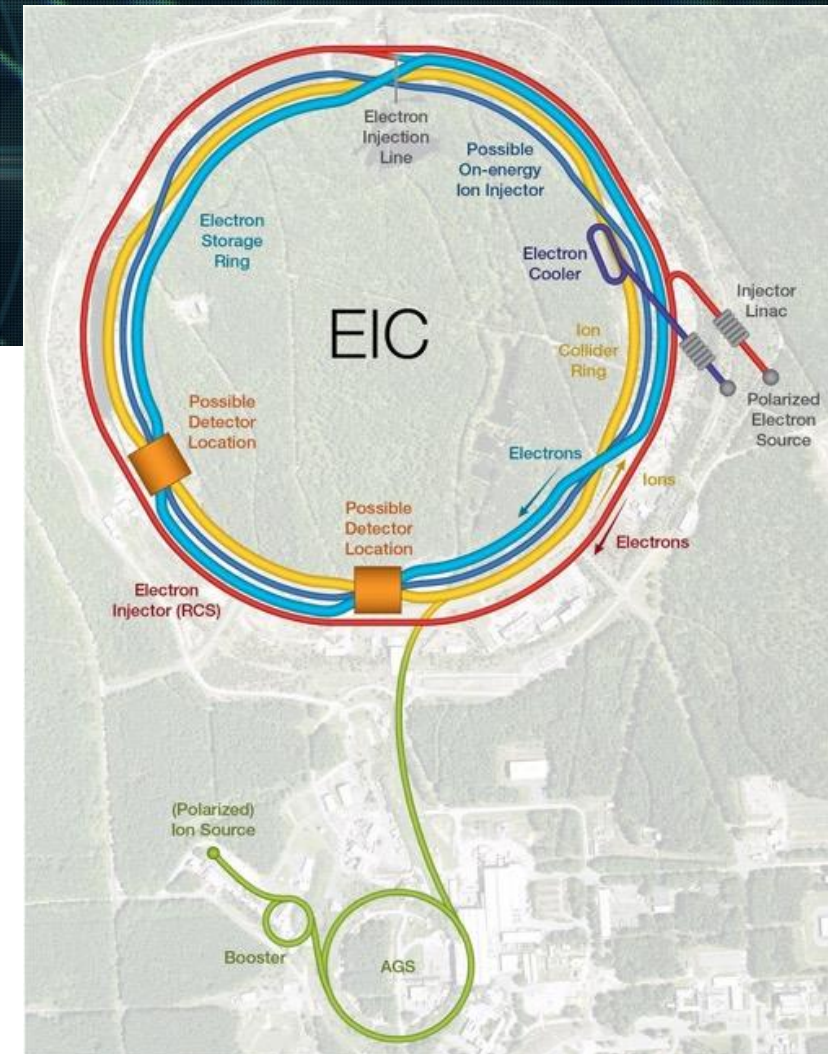 Electron
Injection
Line
Possible
On-energy
Ion Injector
Electron
Storage
Ring
Electron
Cooler
Injector
Linac
EIC
Ion
Collider
Ring
Polarized
Electron
Source
Possible
Detector
Location
Electrons
Ions
Possible
Detector
Location
Electrons
Electron
Injector (RCS)
(Polarized)
Ion Source
Booster
AGS